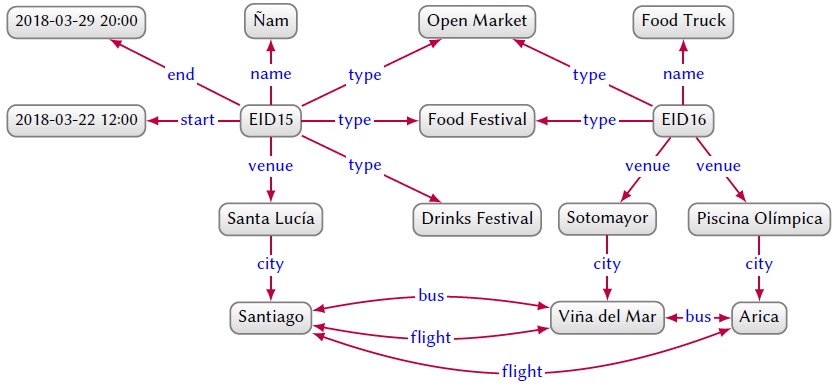 2018-03-29 20:00
Ñam
Open Market
Food Truck
end
name
type
type
name
2018-03-22 12:00
start
EID15
type
Food Festival
type
EID16
venue
type
venue
venue
Santa Lucía
Drinks Festival
Sotomayor
Piscina Olímpica
city
city
city
bus
Santiago
Viña del Mar
bus
Arica
flight
flight